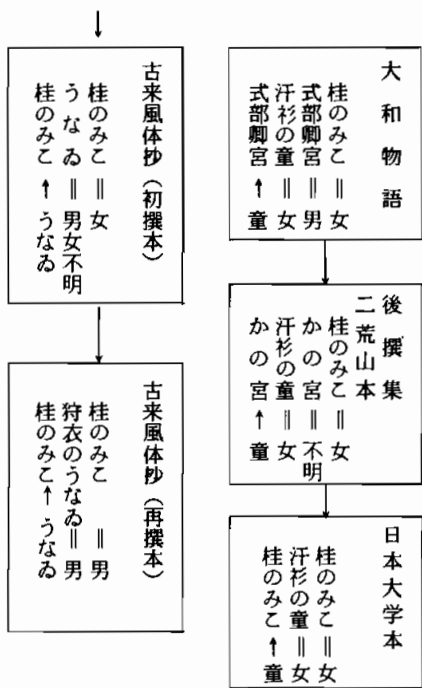 大和物語
桂のみこ＝女
式部卿宮＝男
汗衫の童＝女
式部卿宮↑童
後撰集
二荒山本
桂のみこ＝女
かの宮＝不明
汗衫の童＝女
かの宮↑童
日本大学本
桂のみこ＝女
汗衫の童＝女
桂のみこ↑童
古来風体抄（初撰本）
桂のみこ＝女
うなゐ＝男女不明
桂のみこ↑うなゐ
古来風体抄（再撰本）
桂のみこ＝男
狩衣のうなゐ＝男
桂のみこ↑うなゐ